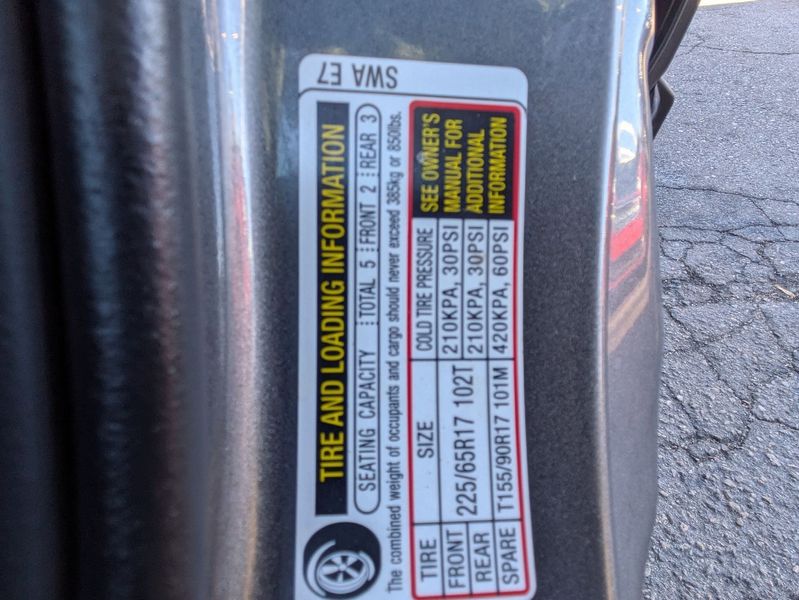 SWA E7
TIRE AND LOADING INFORMATION
SEATING CAPACITY TOTAL 5 FRONT 2 REAR 3
The combined weight of occupants and cargo should never exceed 385kg or 850lbs.
TIRE SIZE COLD TIRE PRESSURE
FRONT 225/65R17 102T 210KPA, 30PSI
REAR 210KPA, 30PSI
SPARE T155/90R17 101M 420KPA, 60PSI
SEE OWNER'S
MANUAL FOR
ADDITIONAL
INFORMATION